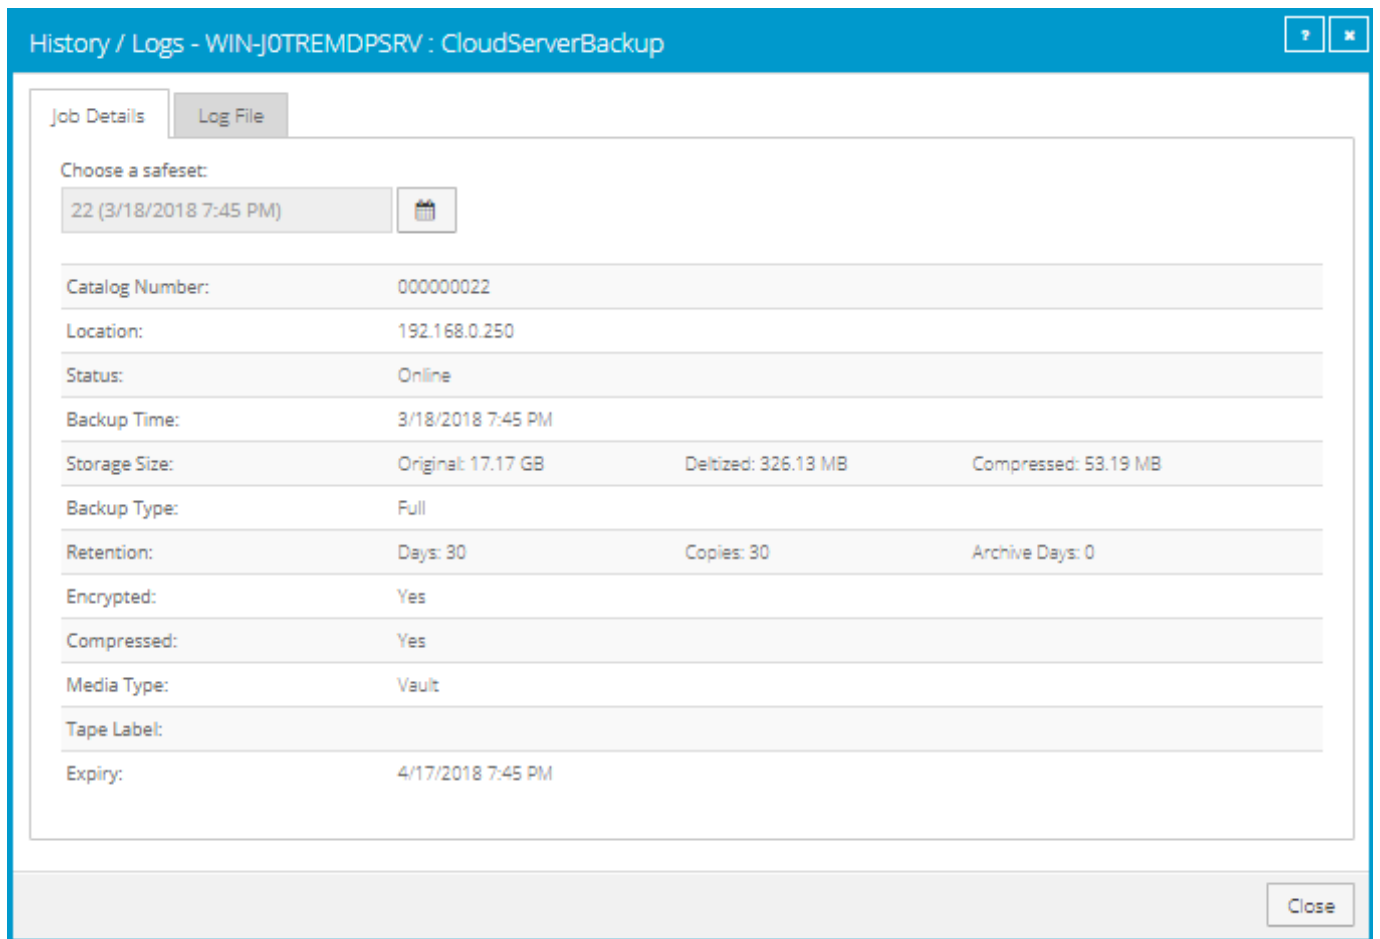 History / Logs - WIN-J0TREMDPSRV : CloudServerBackup ? ×
Job Details Log File
Choose a safeset:
22 (3/18/2018 7:45 PM)
Catalog Number: 000000022
Location: 192.168.0.250
Status: Online
Backup Time: 3/18/2018 7:45 PM
Storage Size: Original: 17.17 GB Deltized: 326.13 MB Compressed: 53.19 MB
Backup Type: Full
Retention: Days: 30 Copies: 30 Archive Days: 0
Encrypted: Yes
Compressed: Yes
Media Type: Vault
Tape Label:
Expiry: 4/17/2018 7:45 PM
Close